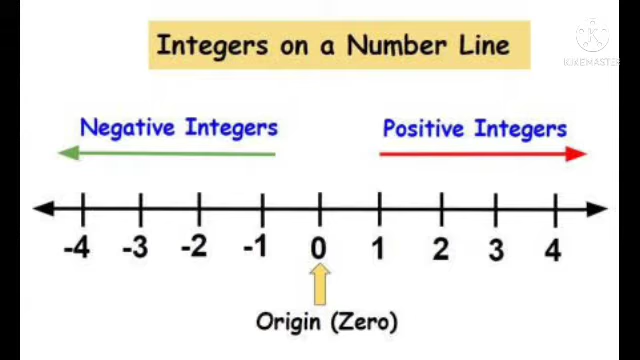 Integers on a Number Line
KINEMASTER
Negative Integers
Positive Integers
-4 -3 -2 -1 0 1 2 3 4
Origin (Zero)